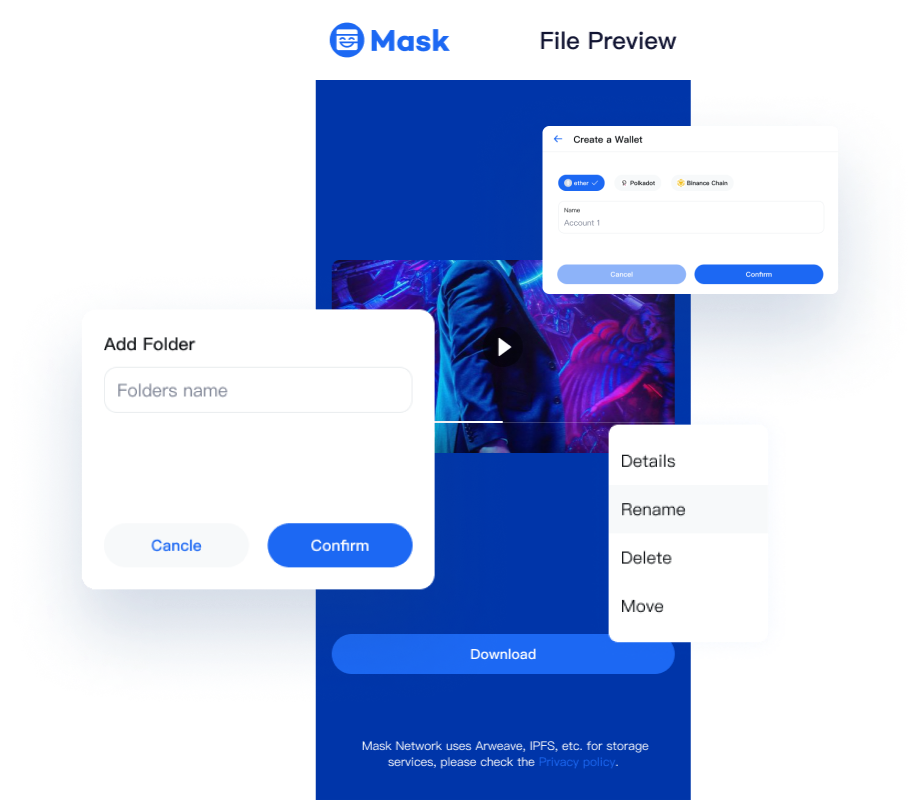 Mask
File Preview
Create a Wallet
ether
Polkadot
Binance Chain
Name
Account 1
Cancel
Confirm
Add Folder
Folders name
Cancle
Confirm
Details
Rename
Delete
Move
Download
Mask Network uses Arweave, IPFS, etc. for storage
services, please check the Privacy policy.